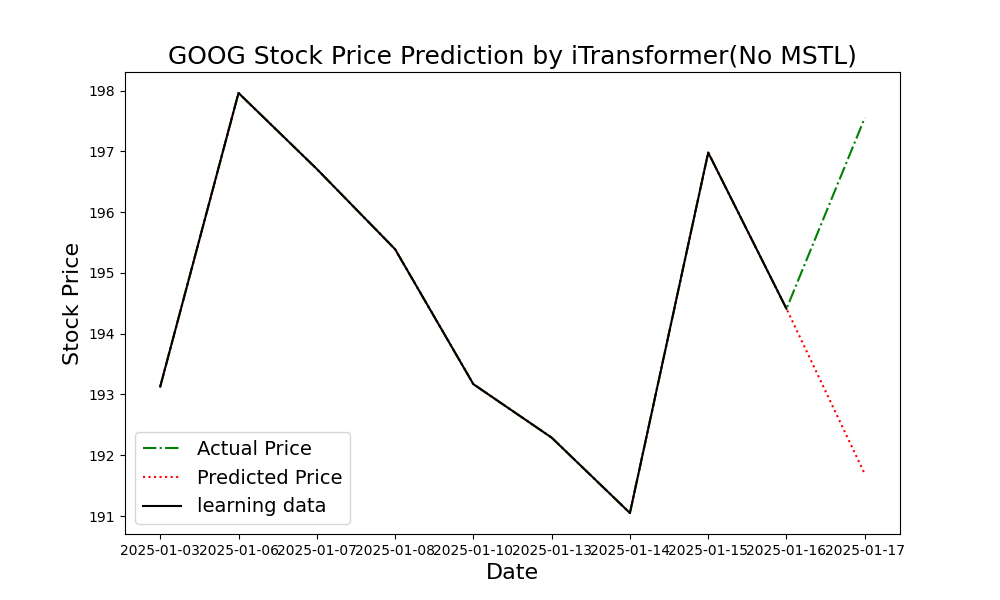 GOOG Stock Price Prediction by iTransformer(No MSTL)
198
197
196
195
194
193
192
191
Stock Price
Actual Price
Predicted Price
learning data
2025-01-03 2025-01-06 2025-01-07 2025-01-08 2025-01-10 2025-01-13 2025-01-14 2025-01-15 2025-01-16 2025-01-17
Date